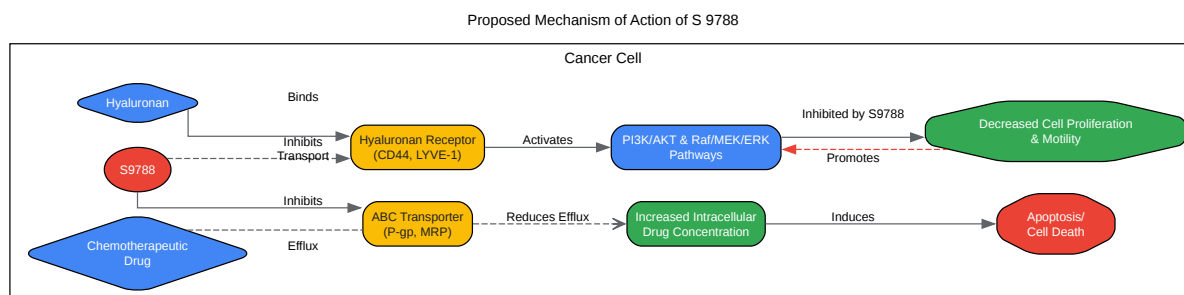 Proposed Mechanism of Action of S 9788
Cancer Cell
Hyaluronan
Binds
Inhibits
Transport
S9788
Hyaluronan Receptor
(CD44, LYVE-1)
Activates
PI3K/AKT & Raf/MEK/ERK
Pathways
Inhibited by S9788
Promotes
Decreased Cell Proliferation
& Motility
Inhibits
Chemotherapeutic
Drug
Efflux
ABC Transporter
(P-gp, MRP)
Reduces Efflux
Increased Intracellular
Drug Concentration
Induces
Apoptosis/
Cell Death